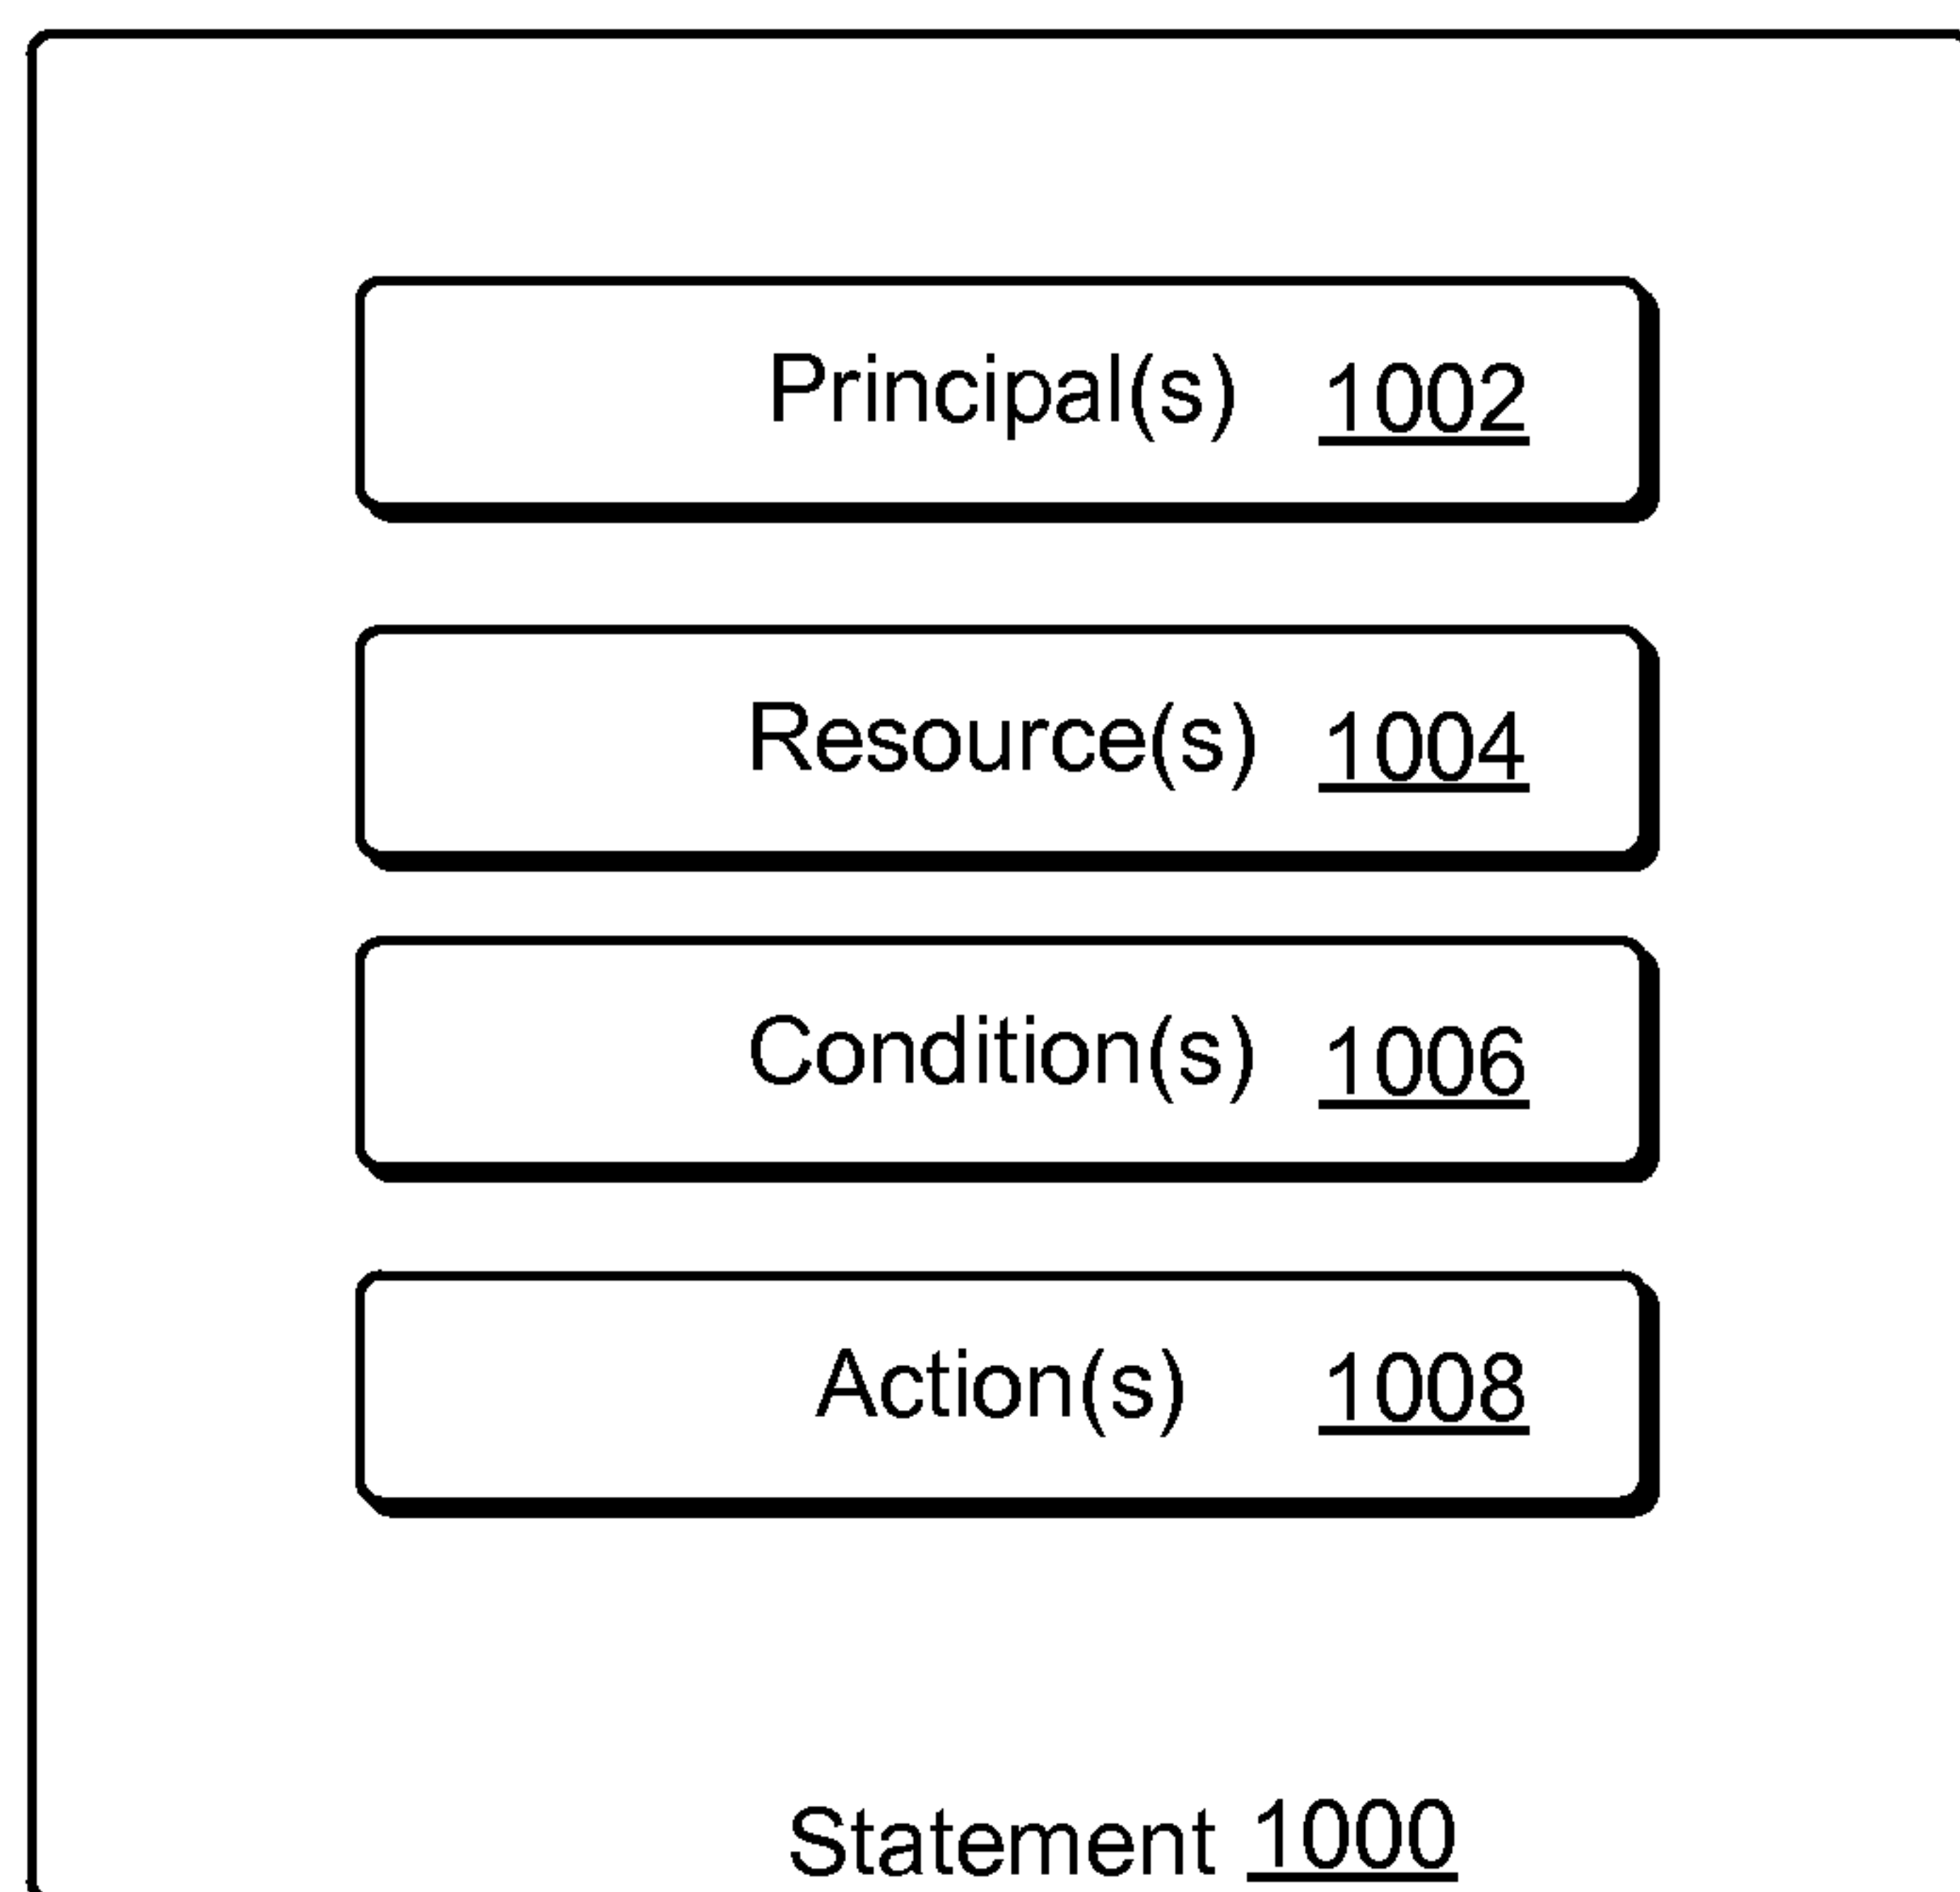 Principal(s) 1002
Resource(s) 1004
Condition(s) 1006
Action(s) 1008
Statement 1000